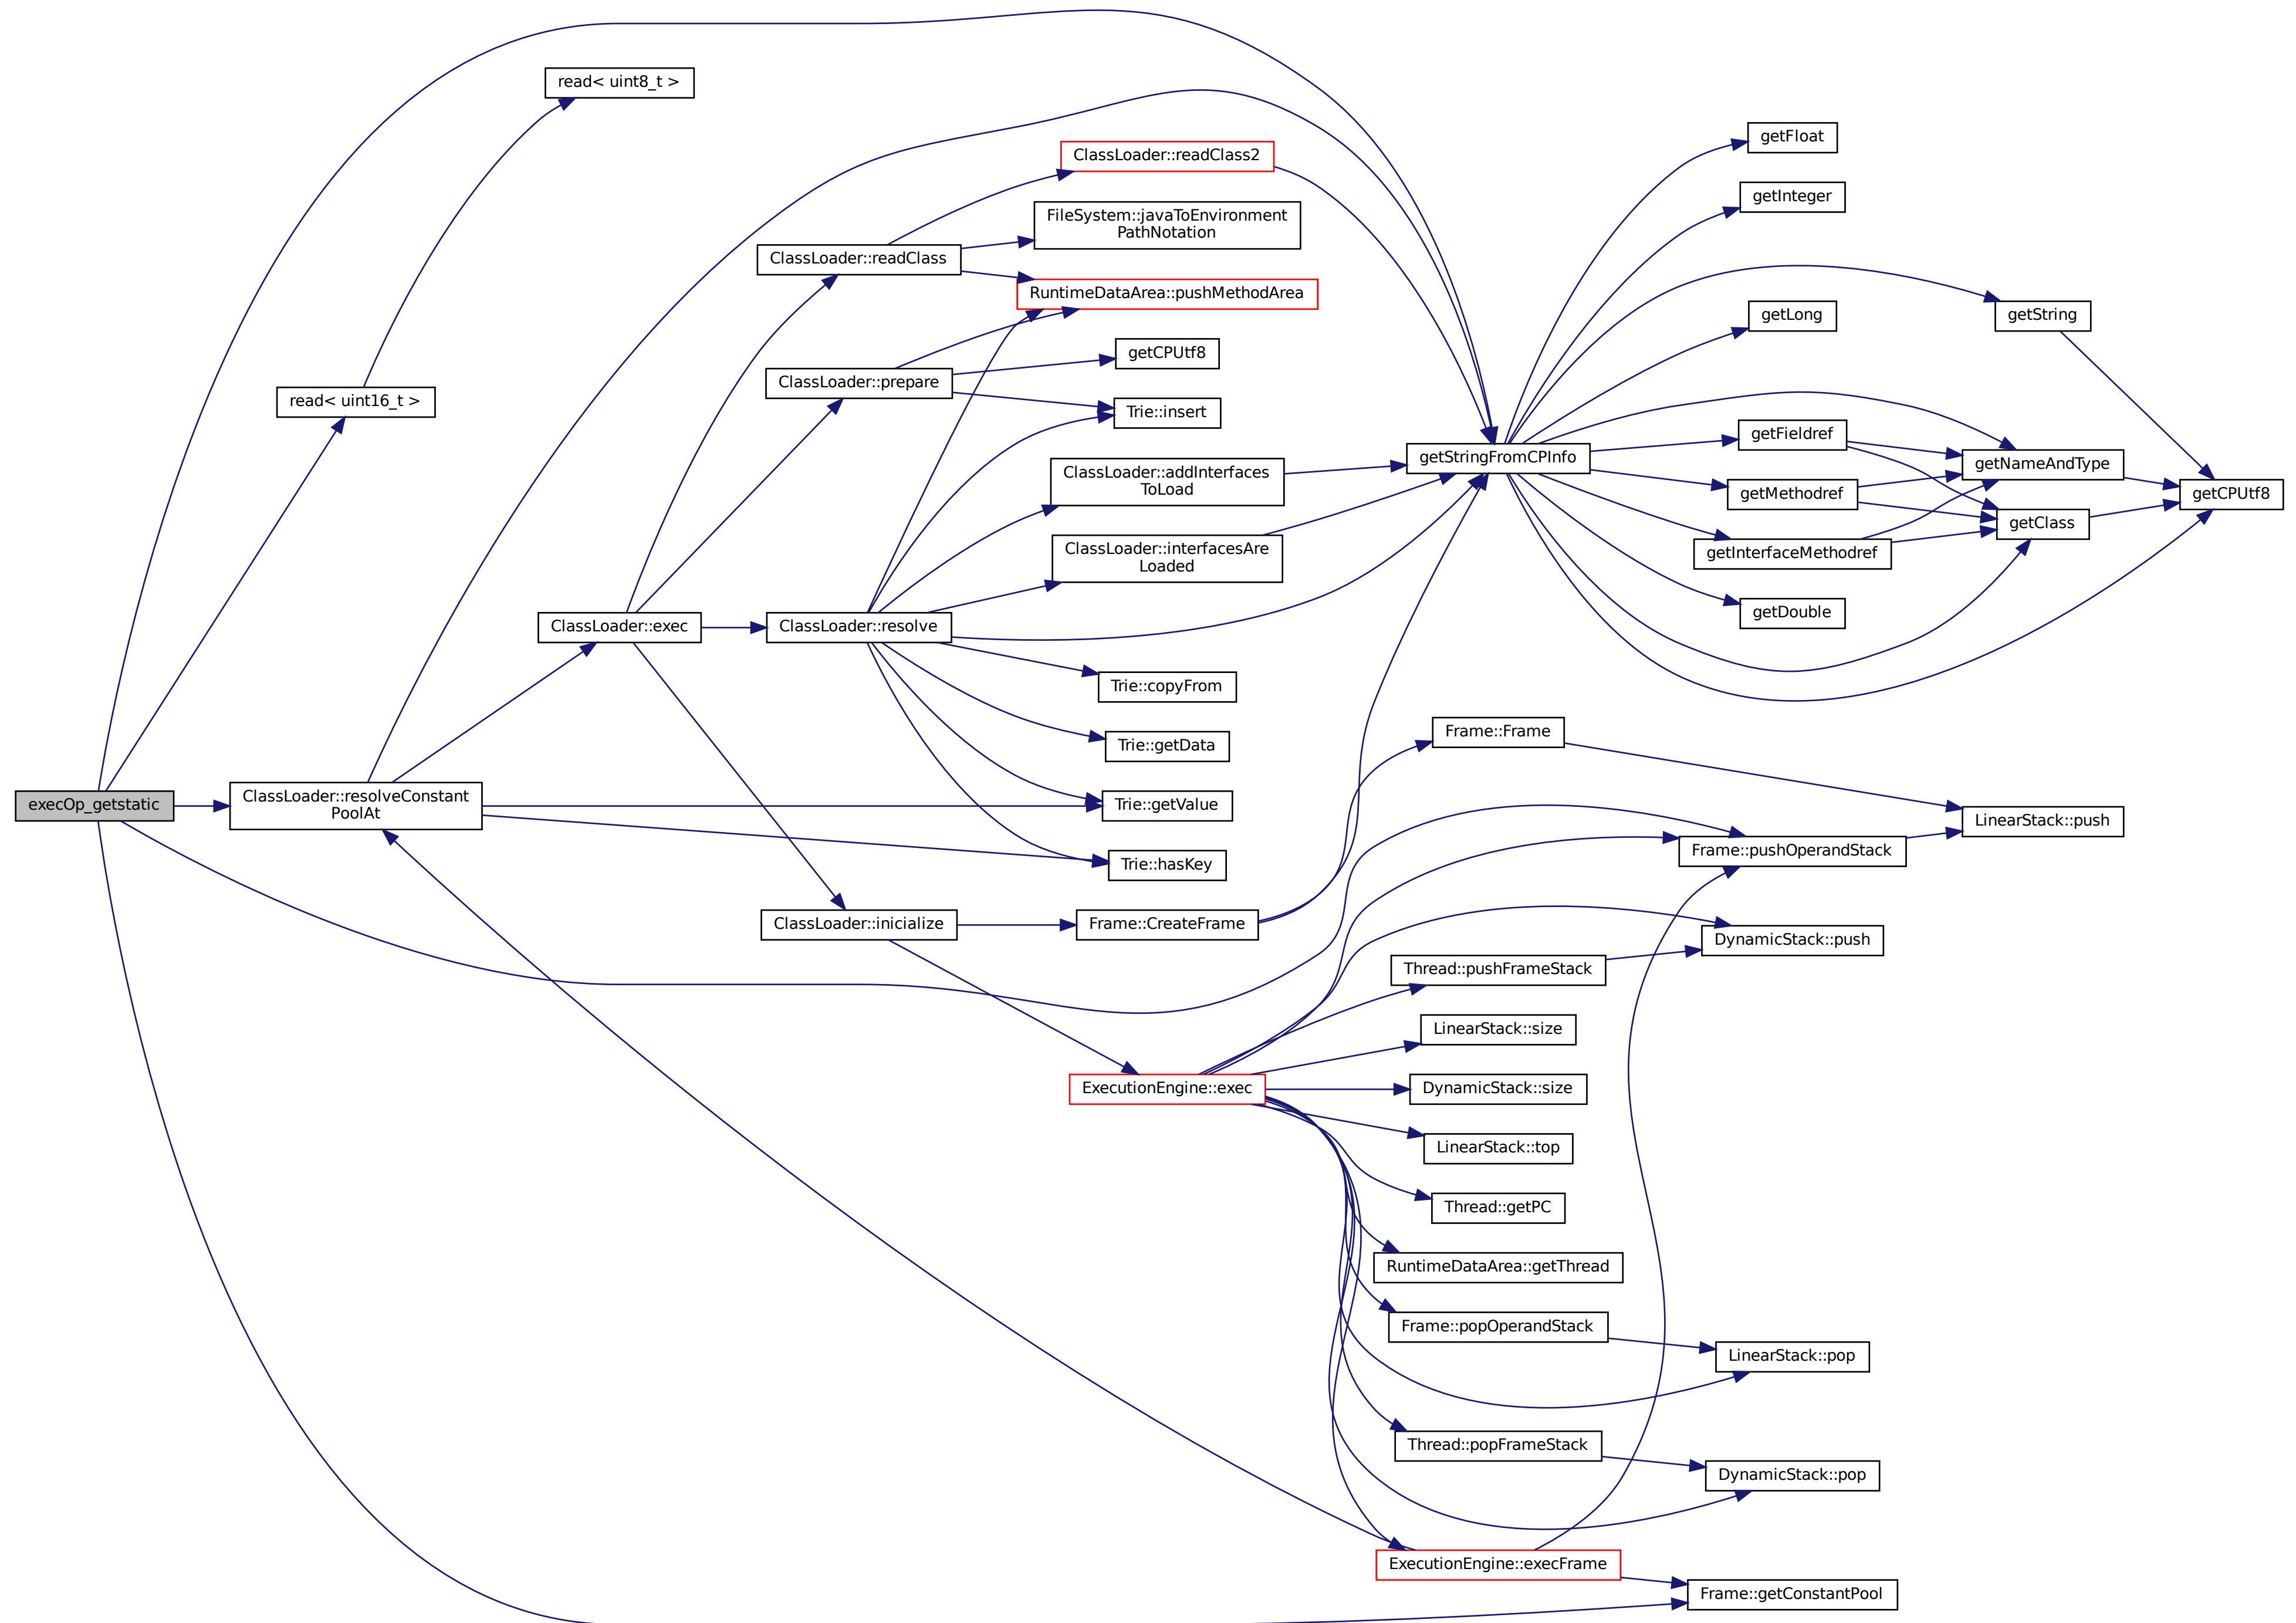 read< uint8_t >
getFloat
ClassLoader::readClass2
getInteger
FileSystem::javaToEnvironment
PathNotation
ClassLoader::readClass
RuntimeDataArea::pushMethodArea
getLong
getString
getCPUtf8
ClassLoader::prepare
read< uint16_t >
Trie::insert
getFieldref
getStringFromCPInfo
getNameAndType
ClassLoader::addInterfaces
ToLoad
getMethodref
getCPUtf8
getClass
ClassLoader::interfacesAre
Loaded
getInterfaceMethodref
getDouble
ClassLoader::exec
ClassLoader::resolve
Trie::copyFrom
Frame::Frame
Trie::getData
execOp_getstatic
ClassLoader::resolveConstant
PoolAt
Trie::getValue
LinearStack::push
Frame::pushOperandStack
Trie::hasKey
ClassLoader::inicialize
Frame::CreateFrame
DynamicStack::push
Thread::pushFrameStack
LinearStack::size
ExecutionEngine::exec
DynamicStack::size
LinearStack::top
Thread::getPC
RuntimeDataArea::getThread
Frame::popOperandStack
LinearStack::pop
Thread::popFrameStack
DynamicStack::pop
ExecutionEngine::execFrame
Frame::getConstantPool